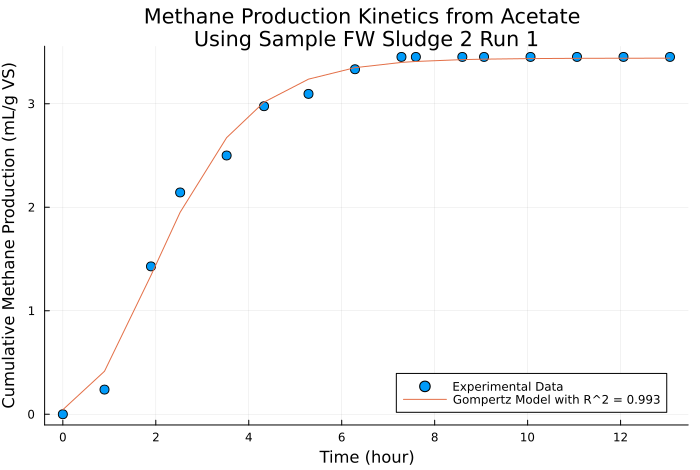 Methane Production Kinetics from Acetate
Using Sample FW Sludge 2 Run 1
Cumulative Methane Production (mL/g VS)
3
2
1
0
0 2 4 6 8 10 12
Time (hour)
Experimental Data
Gompertz Model with R^2 = 0.993